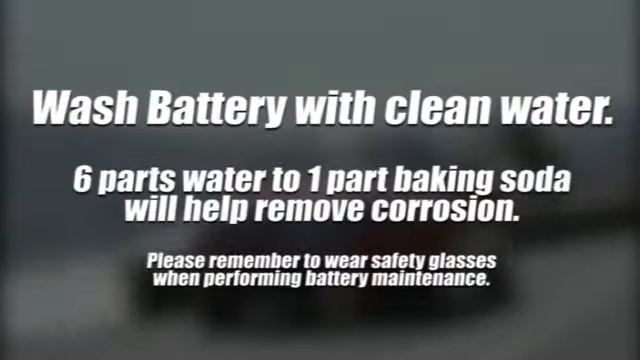 Wash Battery with clean water.
6 parts water to 1 part baking soda
will help remove corrosion.
Please remember to wear safety glasses
when performing battery maintenance.